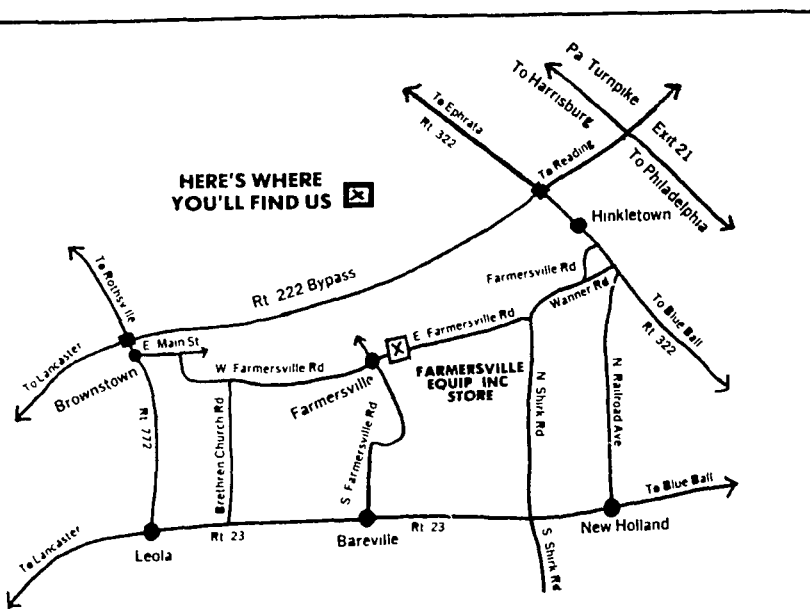 Pa Turnpike
To Harrisburg
Exit 21
To Philadelphia
To Ephrata
Rt 322
To Reading
HERE'S WHERE
YOU'LL FIND US
Hinkletown
To Rothsville
Rt 222 Bypass
Farmersville Rd
Wanner Rd
To Blue Ball
Rt 322
E Main St
To Lancaster
Brownstown
W Farmersville Rd
E Farmersville Rd
Farmersville
FARMERSVILLE
EQUIP INC
STORE
N Shirk Rd
N Railroad Ave
Rt 772
Brethren Church Rd
S Farmersville Rd
To Blue Ball
To Lancaster
Leola
Rt 23
Bareville
Rt 23
New Holland
S Shirk Rd